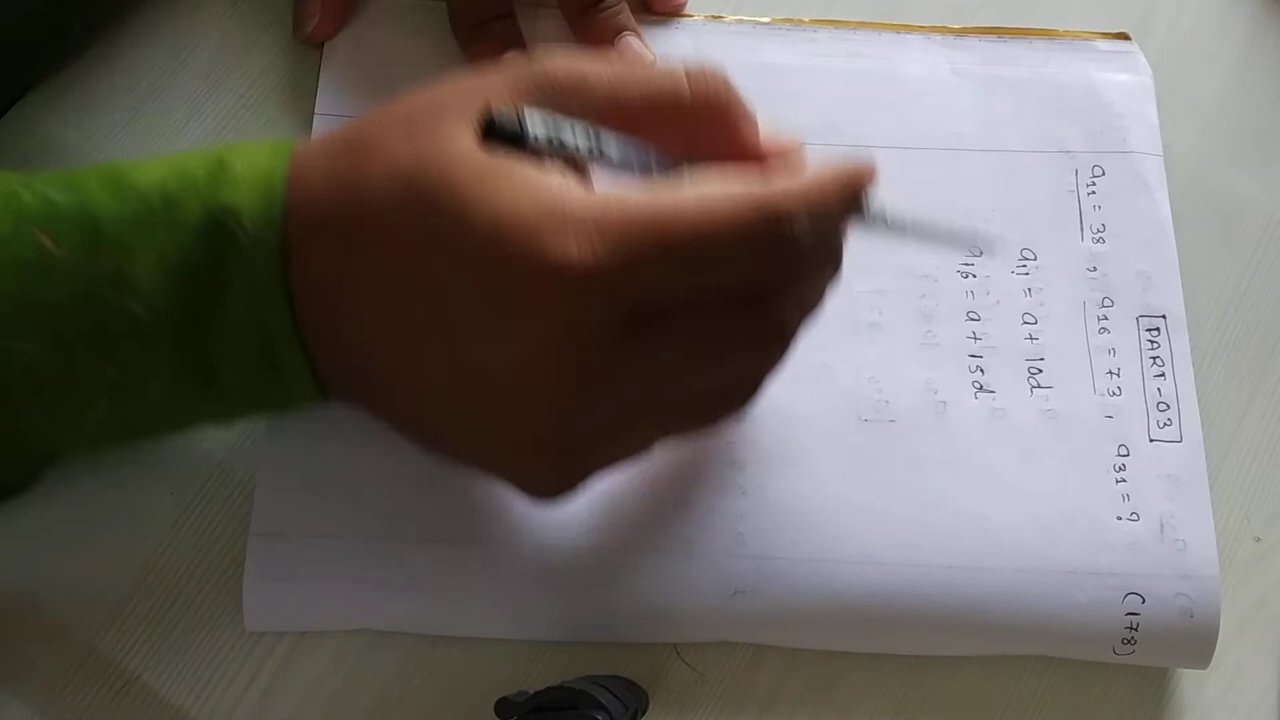 PART-03
a11 = 38 , a16 = 73 , a31 = ? (178)
a11 = a + 10d
a16 = a + 15d